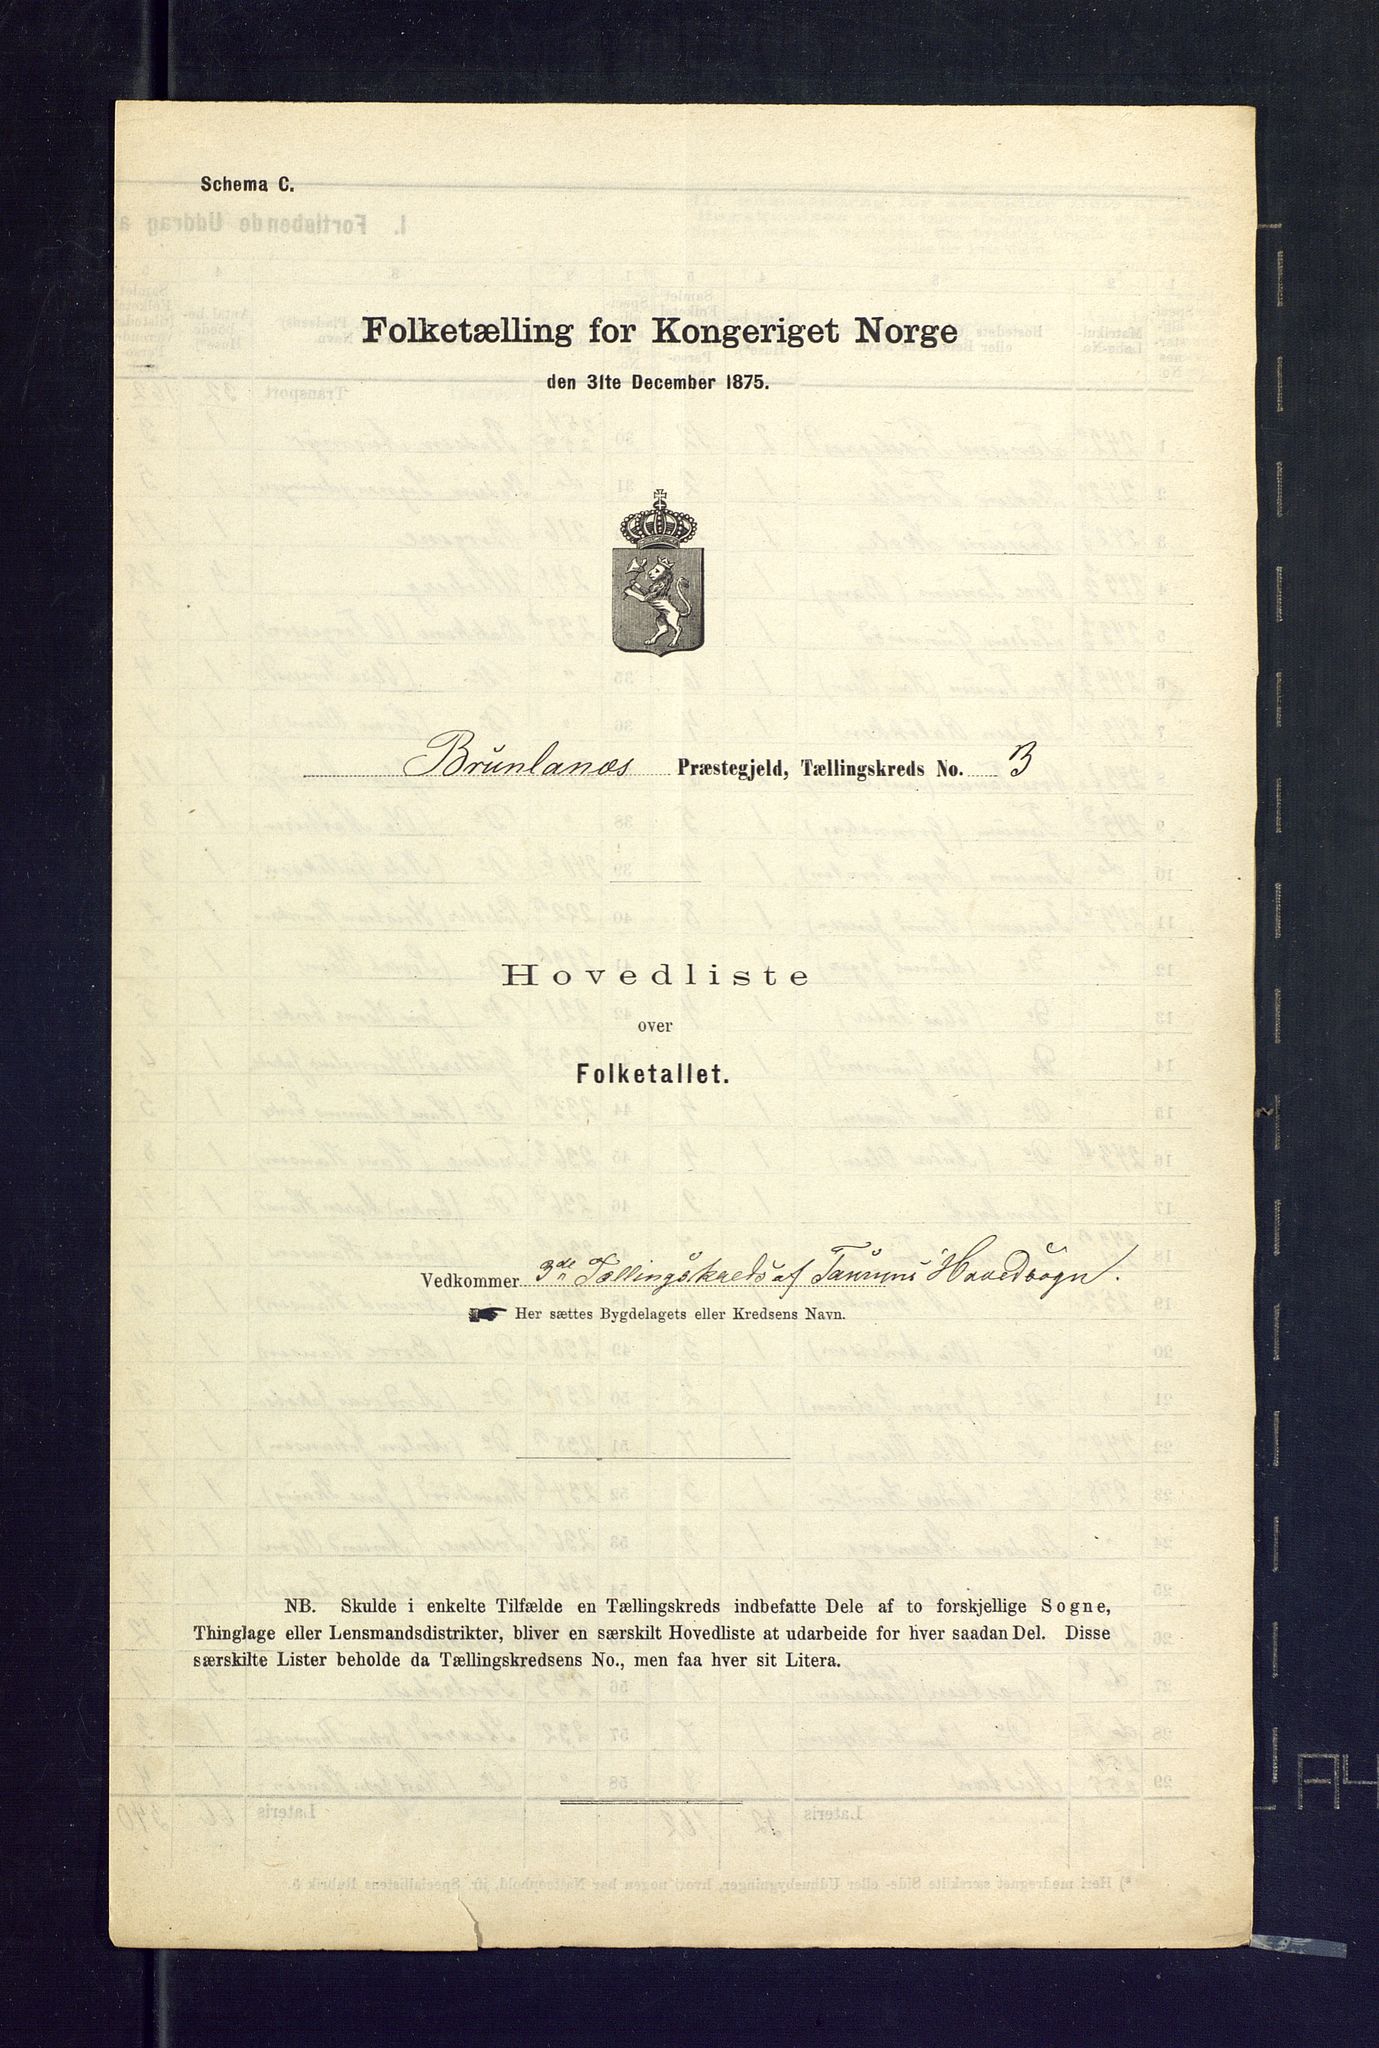 Schema C.
Folketælling for Kongeriget Norge
den 31te December 1875.
Brunlanæs Præstegjeld, Tællingskreds No. 3
Hovedliste
over
Folketallet.
Vedkommer 3die Tællingskreds af Tanums Hovedsogn.
Her sættes Bygdelagets eller Kredsens Navn.
NB. Skulde i enkelte Tilfælde en Tællingskreds indbefatte Dele af to forskjellige Sogne,
Thinglage eller Lensmandsdistrikter, bliver en særskilt Hovedliste at udarbeide for hver saadan Del. Disse
særskilte Lister beholde da Tællingskredsens No., men faa hver sit Litera.